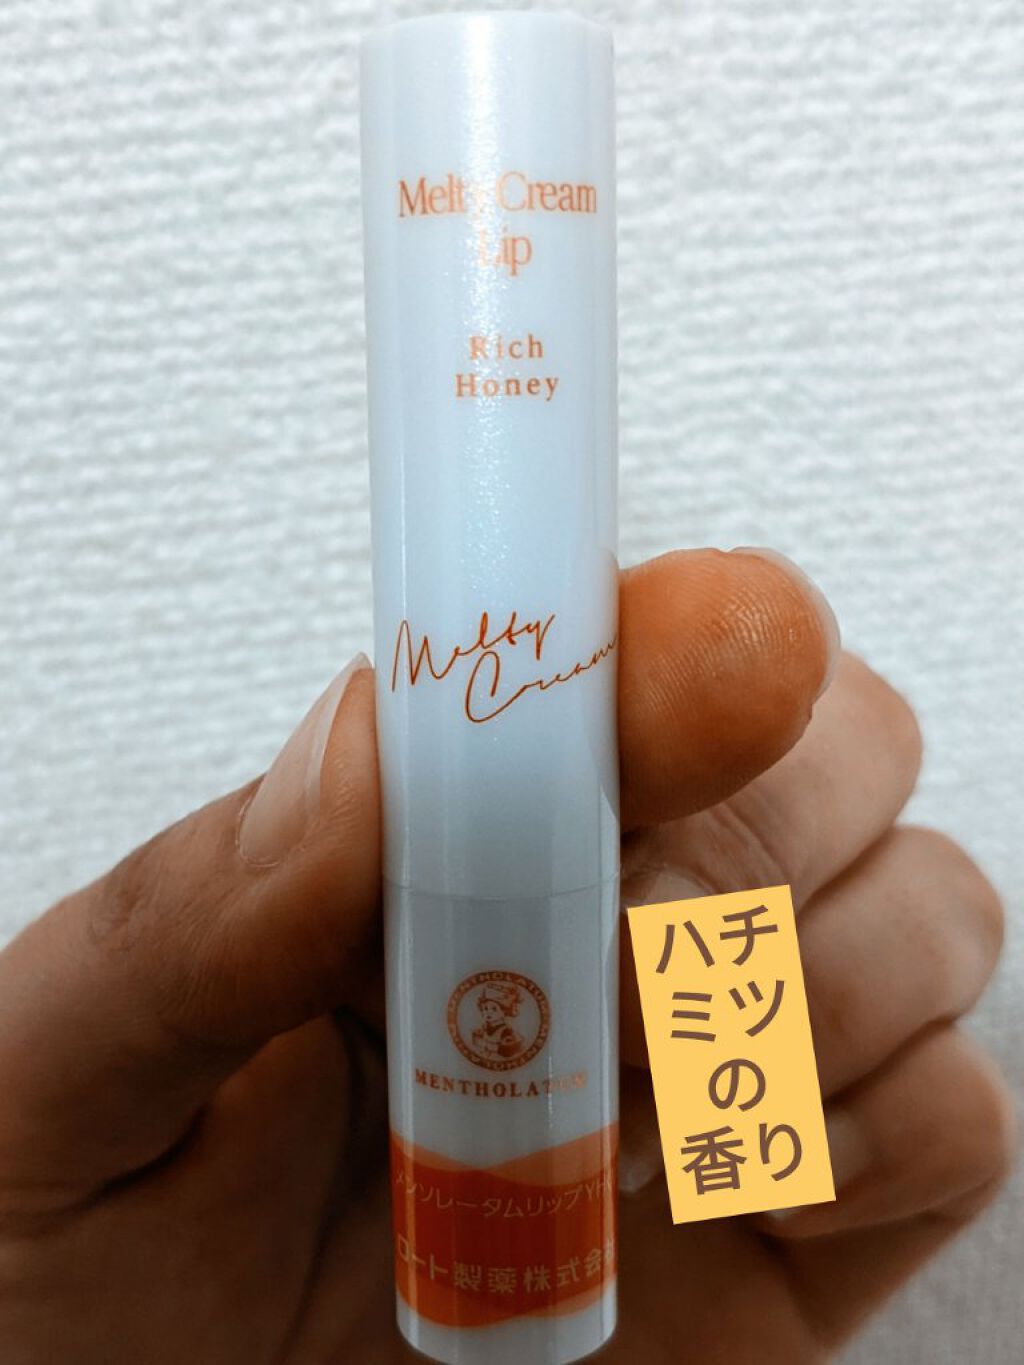 Melty Cream
Lip
Rich
Honey
Melty
Cream
MENTHOLATUM
メンソレータムリップYH
ロート製薬株式会社
ハチ
ミツ
の
香り